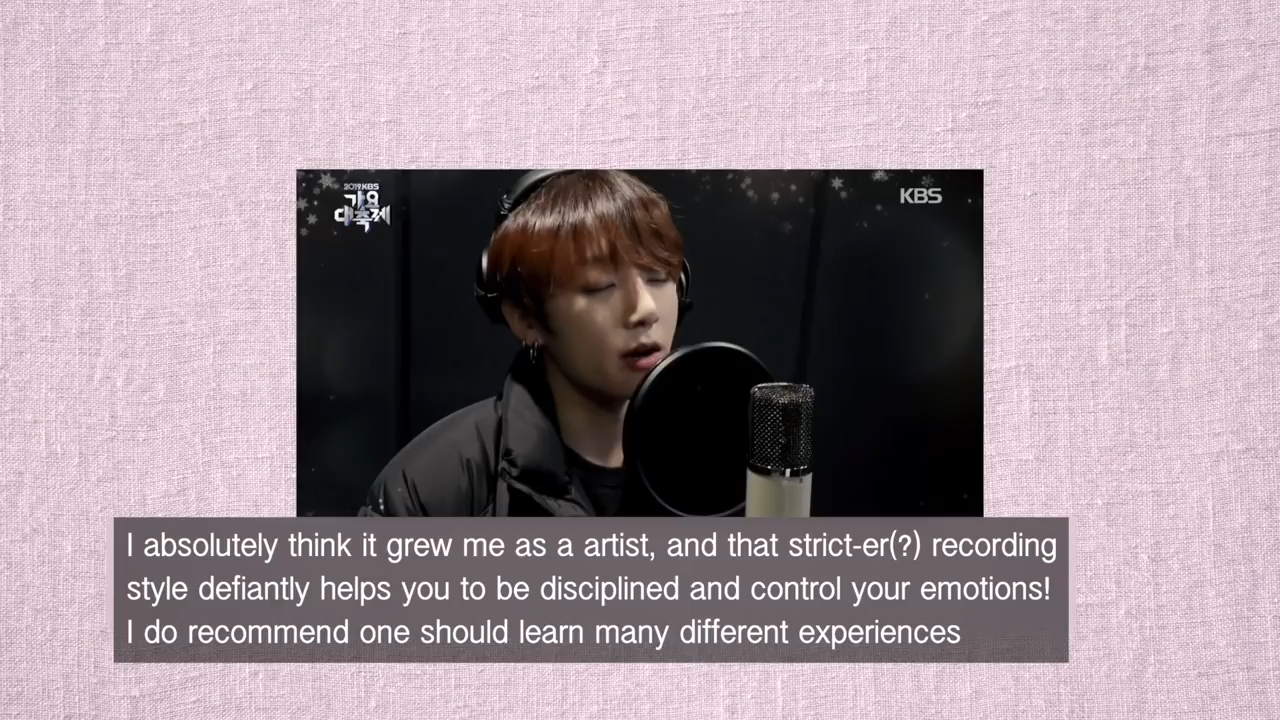 2019 KBS
가요
대축제
KBS
I absolutely think it grew me as a artist, and that strict-er(?) recording
style defiantly helps you to be disciplined and control your emotions!
I do recommend one should learn many different experiences